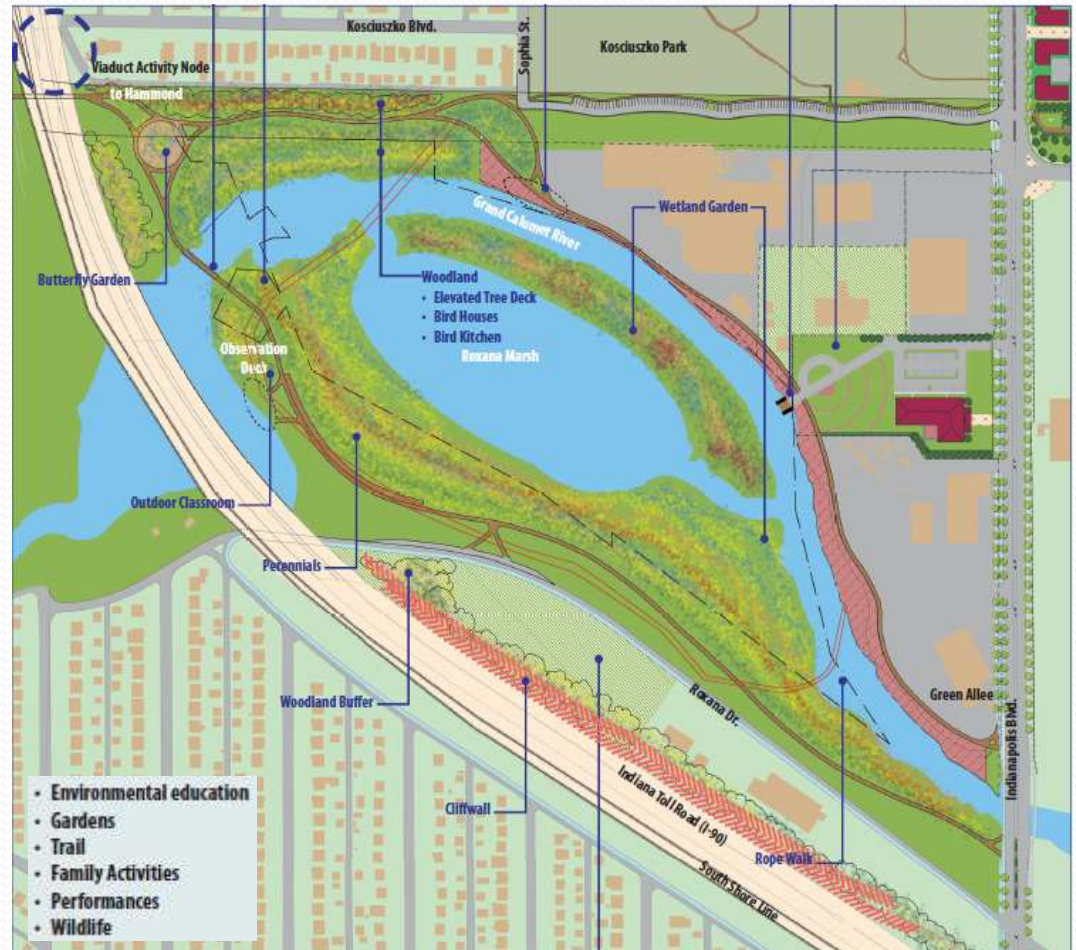 Kosciuszko Blvd.
Sophia St.
Kosciuszko Park
Viaduct Activity Node
to Hammond
Grand Calumet River
Wetland Garden
Butterfly Garden
Woodland
• Elevated Tree Deck
• Bird Houses
• Bird Kitchen
Roxana Marsh
Observation
Deck
Outdoor Classroom
Perennials
Woodland Buffer
Roxana Dr.
Green Allee
Indianapolis Blvd.
Cliffwall
Indiana Toll Road (I-90)
Rope Walk
South Shore Line
• Environmental education
• Gardens
• Trail
• Family Activities
• Performances
• Wildlife